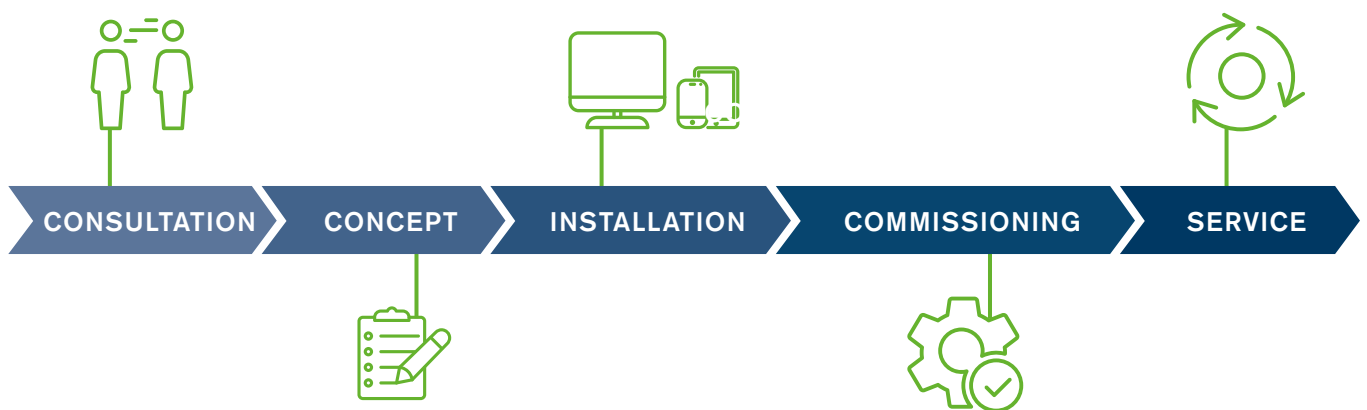 CONSULTATION
CONCEPT
INSTALLATION
COMMISSIONING
SERVICE